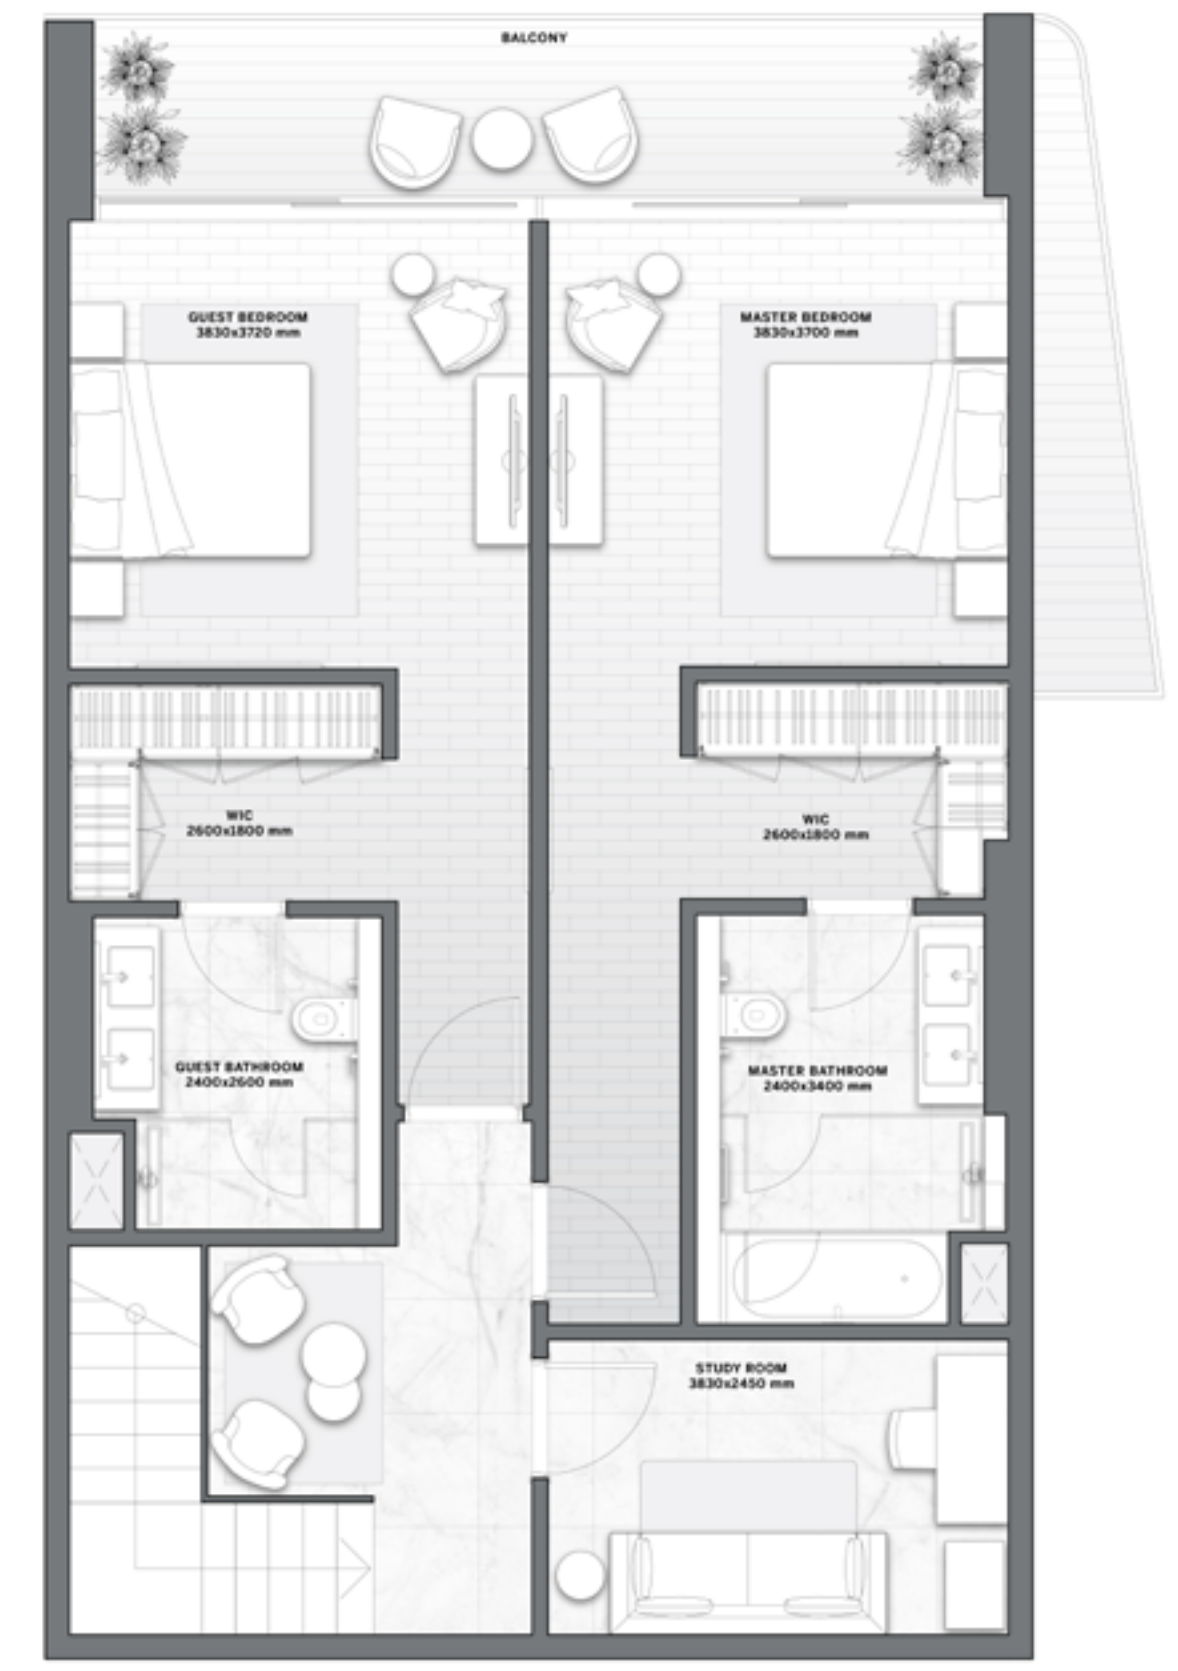 BALCONY
GUEST BEDROOM
3830x3720 mm
MASTER BEDROOM
3830x3700 mm
WIC
2600x1800 mm
WIC
2600x1800 mm
GUEST BATHROOM
2400x2600 mm
MASTER BATHROOM
2400x3400 mm
STUDY ROOM
3830x2450 mm